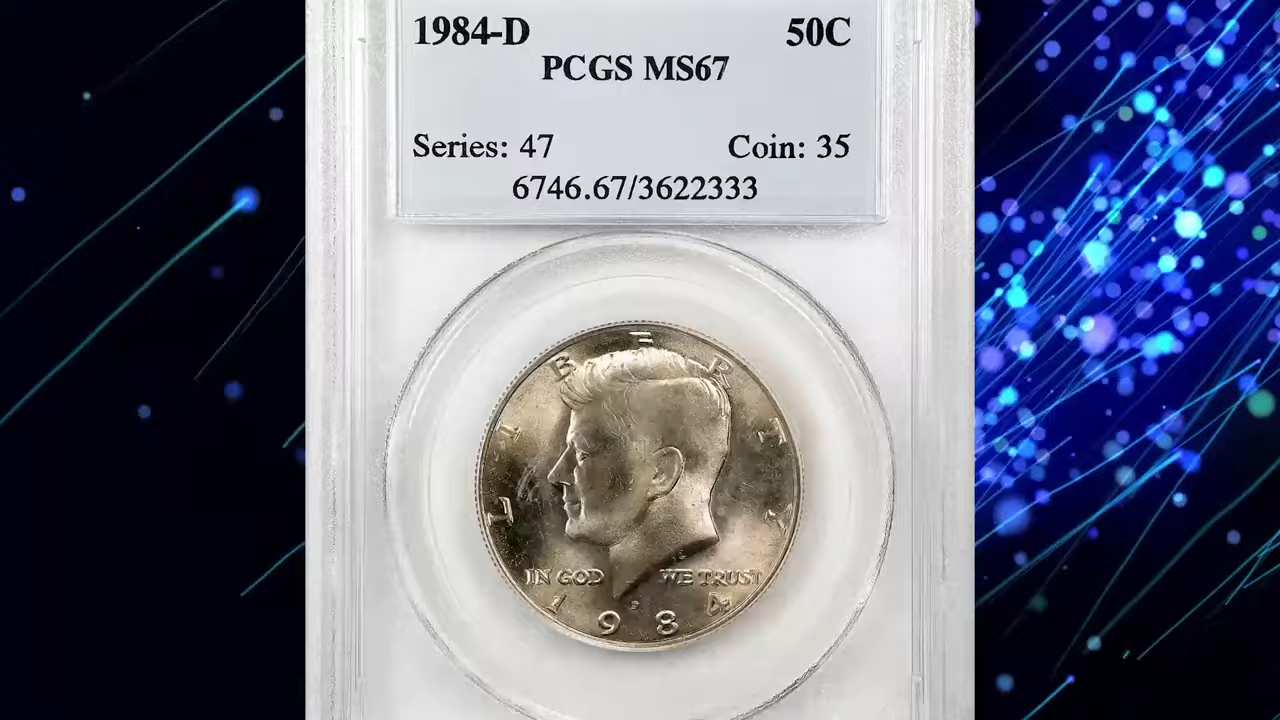 1984-D 50C
PCGS MS67
Series: 47 Coin: 35
6746.67/3622333
LIBERTY
IN GOD WE TRUST
D
1984